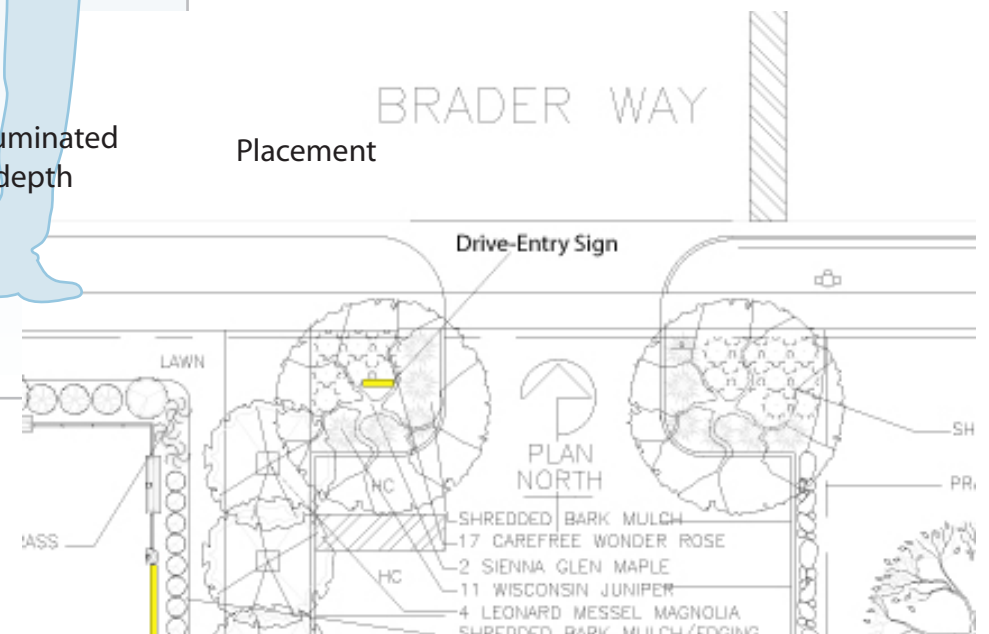 BRADER WAY
uminated
depth
Placement
Drive-Entry Sign
LAWN
HC
PLAN
NORTH
SH
PR
SHREDDED BARK MULCH
17 CAREFREE WONDER ROSE
ASS
2 SIENNA GLEN MAPLE
HC
11 WISCONSIN JUNIPER
4 LEONARD MESSEL MAGNOLIA
SHREDDED BARK MULCH/EDGING